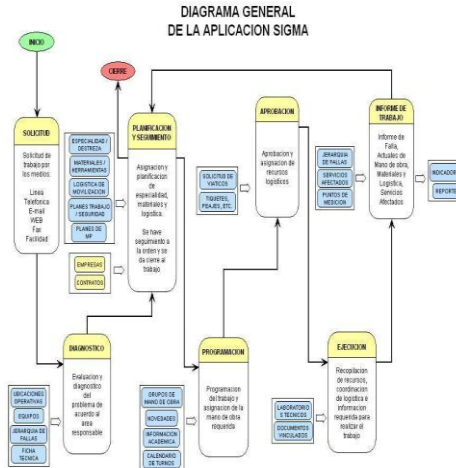 DIAGRAMA GENERAL
DE LA APLICACION SIGMA
INICIO
CIERRE
SOLICITUD
Solicitud de
trabajo por
los medios:
Linea
Telefonica
E-mail
WEB
Fax
Facilidad
ESPECIALIDAD /
DESTREZA
MATERIALES /
HERRAMIENTAS
LOGISTICA DE
MOVILIZACION
PLANES TRABAJO
/ SEGURIDAD
PLANES DE
MP
EMPRESAS
CONTRATOS
PLANIFICACION
Y SEGUIMIENTO
Asignacion y
planificacion
de
especialidad,
materiales y
logistica.
Se hace
seguimiento a
la orden y se
da cierre al
trabajo
SOLICITUD DE
VIATICOS
TIQUETES,
PEAJES, ETC.
APROBACION
Aprobacion y
asignacion de
recursos
logisticos
JERARQUIA
DE FALLAS
SERVICIOS
AFECTADOS
PUNTOS DE
MEDICION
INFORME DE
TRABAJO
Informe de
Falla,
Actuales de
Mano de obra,
Materiales y
Logistica,
Servicios
Afectados
INDICADOR
REPORTE
UBICACIONES
OPERATIVAS
EQUIPOS
JERARQUIA DE
FALLAS
FICHA
TECNICA
DIAGNOSTICO
Evaluacion y
diagnostico
del
problema de
acuerdo al
area
responsable
GRUPOS DE
MANO DE OBRA
NOVEDADES
INFORMACION
ACADEMICA
CALENDARIO
DE TURNOS
PROGRAMACION
Programacion
del trabajo y
asignacion de la
mano de obra
requerida
LABORATORIO
E TECNICOS
DOCUMENTOS
VINCULADOS
EJECUCION
Recopilacion
de recursos,
coordinacion
de logistica e
informacion
requerida para
realizar el
trabajo